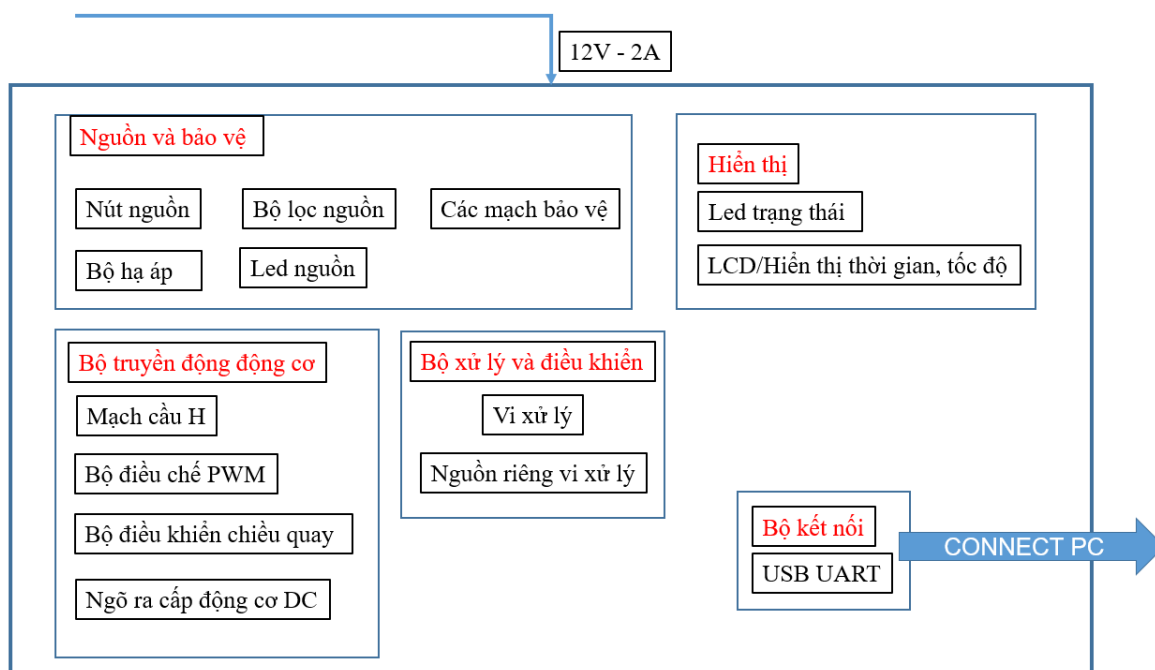 12V - 2A
Nguồn và bảo vệ
Nút nguồn
Bộ lọc nguồn
Các mạch bảo vệ
Bộ hạ áp
Led nguồn
Hiển thị
Led trạng thái
LCD/Hiển thị thời gian, tốc độ
Bộ truyền động động cơ
Mạch cầu H
Bộ điều chế PWM
Bộ điều khiển chiều quay
Ngõ ra cấp động cơ DC
Bộ xử lý và điều khiển
Vi xử lý
Nguồn riêng vi xử lý
Bộ kết nối
USB UART
CONNECT PC